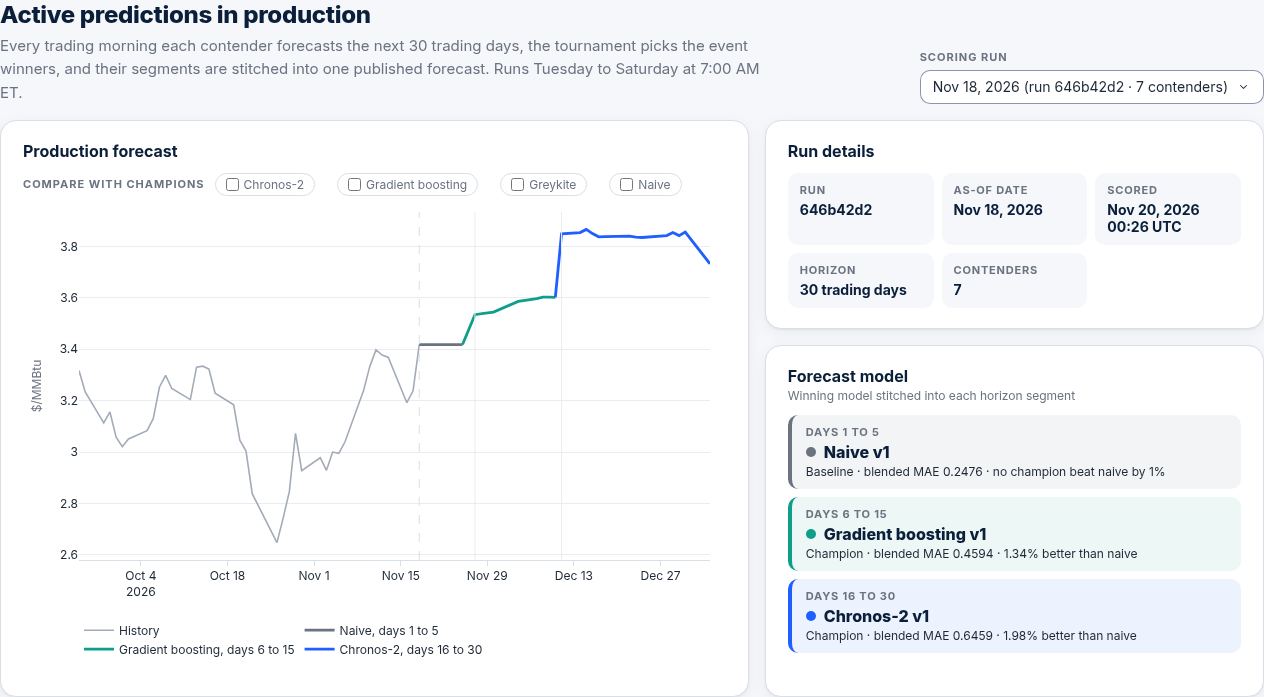 Active predictions in production
Every trading morning each contender forecasts the next 30 trading days, the tournament picks the event
winners, and their segments are stitched into one published forecast. Runs Tuesday to Saturday at 7:00 AM
ET.
SCORING RUN
Nov 18, 2026 (run 646b42d2 · 7 contenders)
Production forecast
COMPARE WITH CHAMPIONS
Chronos-2
Gradient boosting
Greykite
Naive
3.8
3.6
3.4
3.2
3
2.8
2.6
$/MMBtu
Oct 4
2026
Oct 18
Nov 1
Nov 15
Nov 29
Dec 13
Dec 27
History
Naive, days 1 to 5
Gradient boosting, days 6 to 15
Chronos-2, days 16 to 30
Run details
RUN
646b42d2
AS-OF DATE
Nov 18, 2026
SCORED
Nov 20, 2026
00:26 UTC
HORIZON
30 trading days
CONTENDERS
7
Forecast model
Winning model stitched into each horizon segment
DAYS 1 TO 5
Naive v1
Baseline · blended MAE 0.2476 · no champion beat naive by 1%
DAYS 6 TO 15
Gradient boosting v1
Champion · blended MAE 0.4594 · 1.34% better than naive
DAYS 16 TO 30
Chronos-2 v1
Champion · blended MAE 0.6459 · 1.98% better than naive